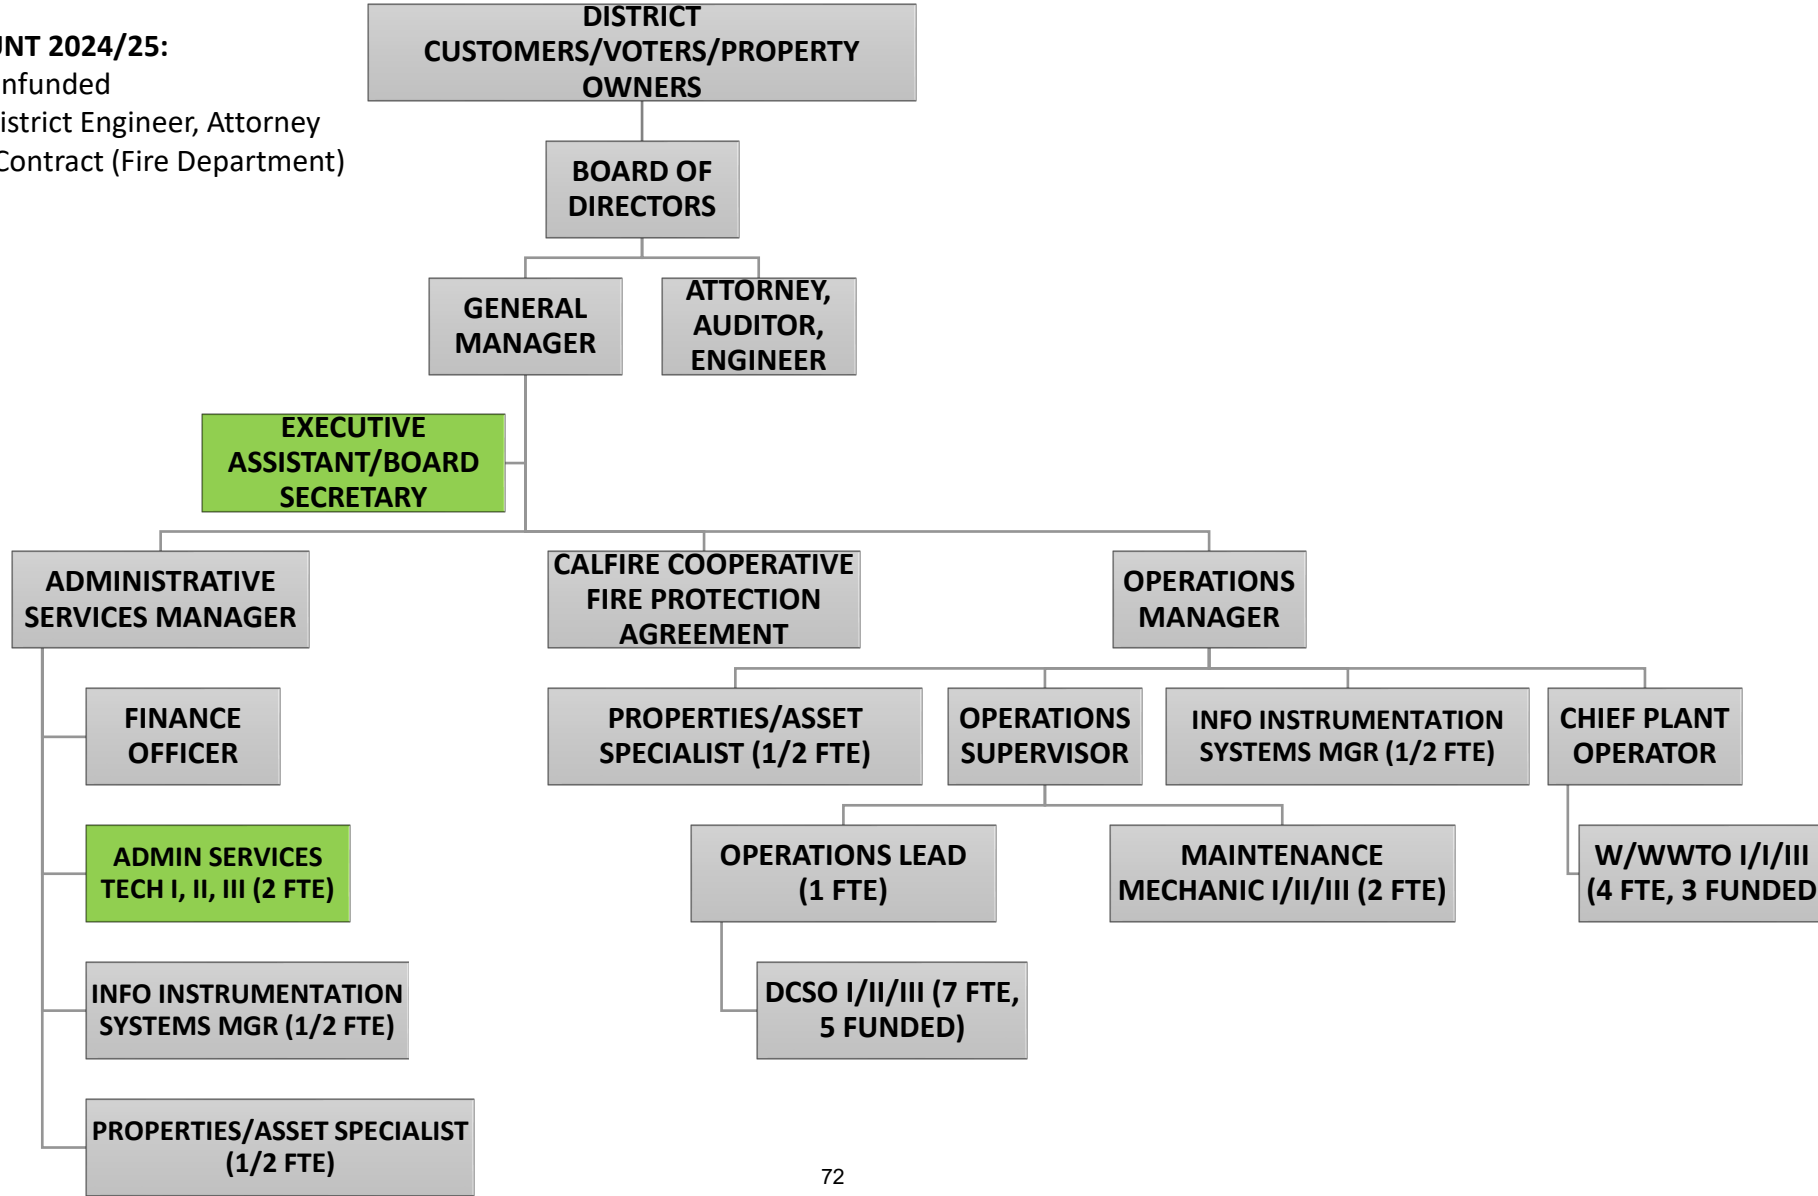 UNT 2024/25:
nfunded
istrict Engineer, Attorney
Contract (Fire Department)
DISTRICT
CUSTOMERS/VOTERS/PROPERTY
OWNERS
BOARD OF
DIRECTORS
GENERAL
MANAGER
ATTORNEY,
AUDITOR,
ENGINEER
EXECUTIVE
ASSISTANT/BOARD
SECRETARY
ADMINISTRATIVE
SERVICES MANAGER
CALFIRE COOPERATIVE
FIRE PROTECTION
AGREEMENT
OPERATIONS
MANAGER
FINANCE
OFFICER
PROPERTIES/ASSET
SPECIALIST (1/2 FTE)
OPERATIONS
SUPERVISOR
INFO INSTRUMENTATION
SYSTEMS MGR (1/2 FTE)
CHIEF PLANT
OPERATOR
ADMIN SERVICES
TECH I, II, III (2 FTE)
OPERATIONS LEAD
(1 FTE)
MAINTENANCE
MECHANIC I/II/III (2 FTE)
W/WWTO I/I/III
(4 FTE, 3 FUNDED
INFO INSTRUMENTATION
SYSTEMS MGR (1/2 FTE)
DCSO I/II/III (7 FTE,
5 FUNDED)
PROPERTIES/ASSET SPECIALIST
(1/2 FTE)
72